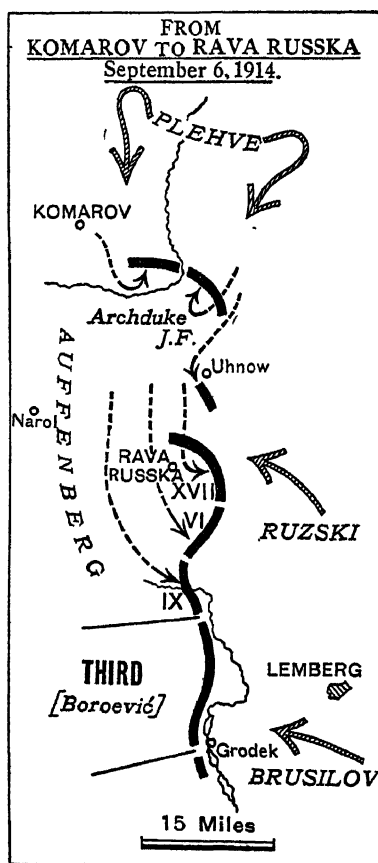 FROM
KOMAROV TO RAVA RUSSKA
September 6, 1914.
PLEHVE
KOMAROV
Archduke
J.F.
Uhnow
AUFFENBERG
Narol
RAVA
RUSSKA
XVII
VI
RUZSKI
IX
THIRD
[Boroević]
LEMBERG
Grodek
BRUSILOV
15 Miles